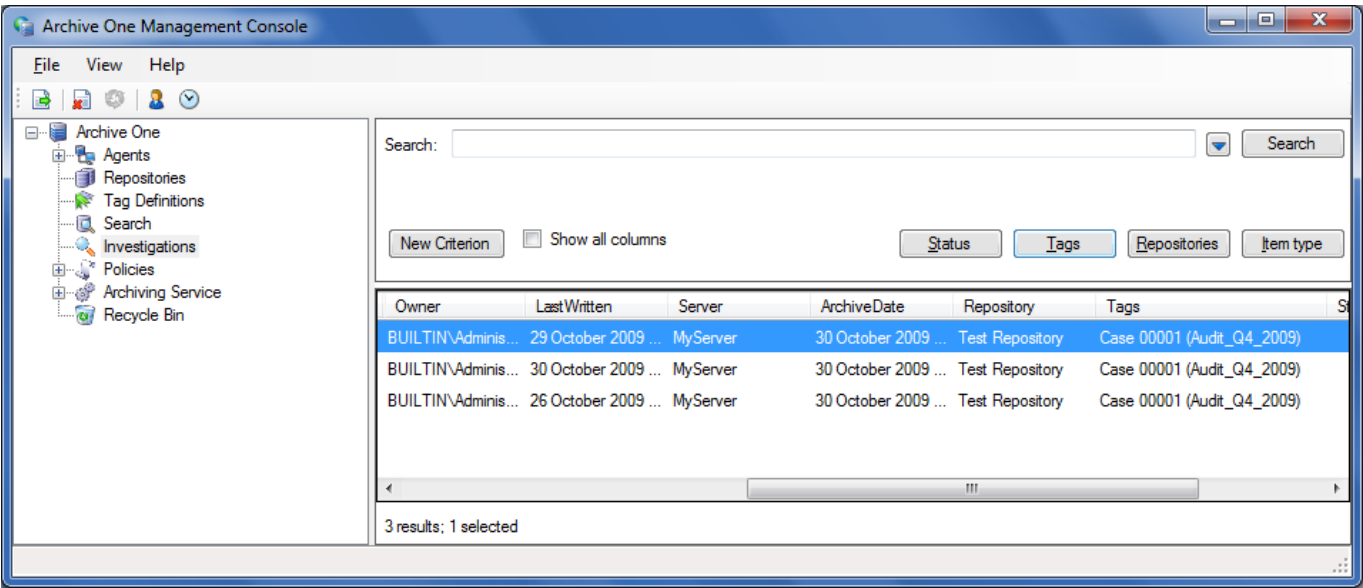 Archive One Management Console
File View Help
Archive One
Agents
Repositories
Tag Definitions
Search
Investigations
Policies
Archiving Service
Recycle Bin
Search: Search
New Criterion Show all columns Status Tags Repositories Item type
Owner LastWritten Server ArchiveDate Repository Tags St
BUILTIN\Adminis... 29 October 2009 ... MyServer 30 October 2009 ... Test Repository Case 00001 (Audit_Q4_2009)
BUILTIN\Adminis... 30 October 2009 ... MyServer 30 October 2009 ... Test Repository Case 00001 (Audit_Q4_2009)
BUILTIN\Adminis... 26 October 2009 ... MyServer 30 October 2009 ... Test Repository Case 00001 (Audit_Q4_2009)
3 results; 1 selected